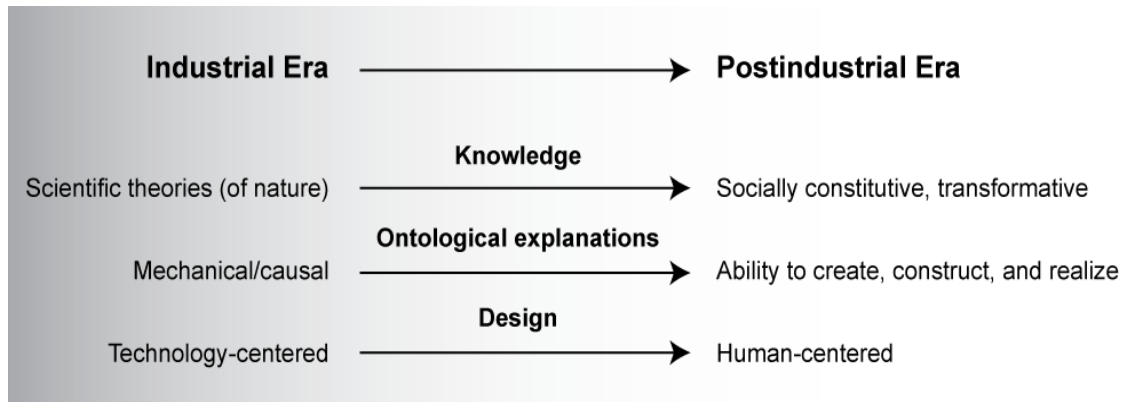 Industrial Era
Postindustrial Era
Knowledge
Scientific theories (of nature)
Socially constitutive, transformative
Ontological explanations
Mechanical/causal
Ability to create, construct, and realize
Design
Technology-centered
Human-centered